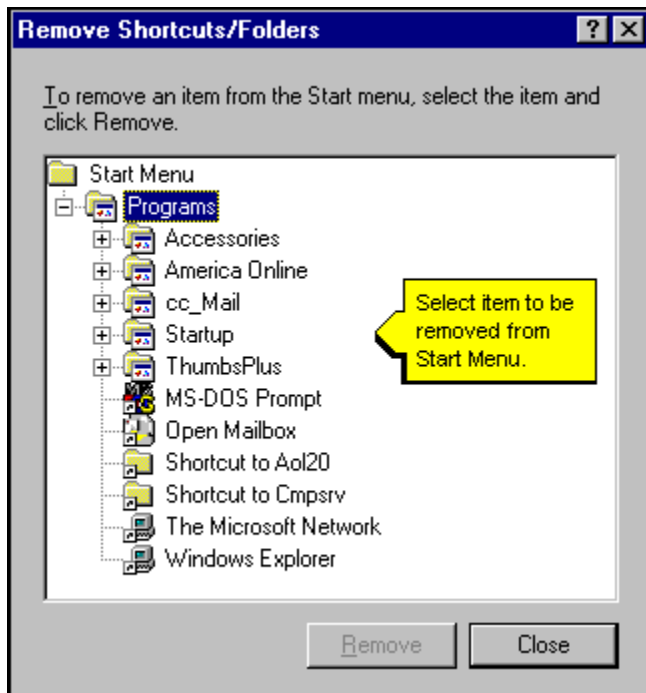 Remove Shortcuts/Folders
To remove an item from the Start menu, select the item and
click Remove.
Start Menu
Programs
Accessories
America Online
cc_Mail
Startup
ThumbsPlus
MS-DOS Prompt
Open Mailbox
Shortcut to Aol20
Shortcut to Cmpsrv
The Microsoft Network
Windows Explorer
Select item to be
removed from
Start Menu.
Remove
Close